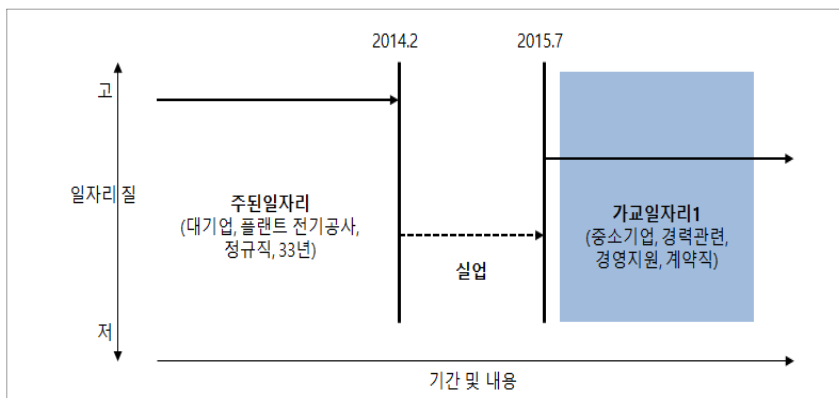 2014.2
2015.7
고
일자리 질
저
주된일자리
(대기업, 플랜트 전기공사,
정규직, 33년)
실업
가교일자리1
(중소기업, 경력관련,
경영지원, 계약직)
기간 및 내용